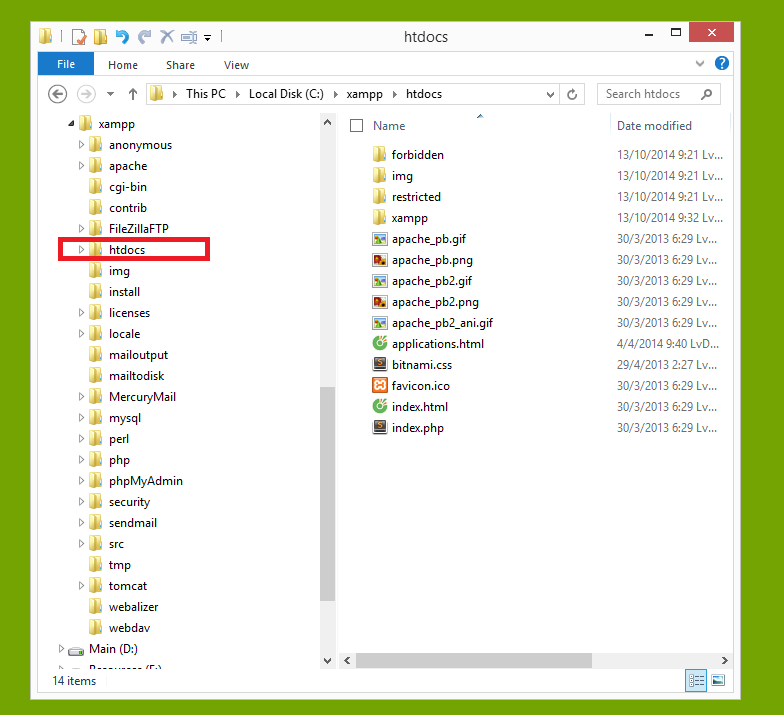 htdocs
File Home Share View
This PC Local Disk (C:) xampp htdocs Search htdocs
xampp
anonymous
apache
cgi-bin
contrib
FileZillaFTP
htdocs
img
install
licenses
locale
mailoutput
mailtodisk
MercuryMail
mysql
perl
php
phpMyAdmin
security
sendmail
src
tmp
tomcat
webalizer
webdav
Main (D:)
Name Date modified
forbidden 13/10/2014 9:21 Lv...
img 13/10/2014 9:21 Lv...
restricted 13/10/2014 9:21 Lv...
xampp 13/10/2014 9:32 Lv...
apache_pb.gif 30/3/2013 6:29 Lv...
apache_pb.png 30/3/2013 6:29 Lv...
apache_pb2.gif 30/3/2013 6:29 Lv...
apache_pb2.png 30/3/2013 6:29 Lv...
apache_pb2_ani.gif 30/3/2013 6:29 Lv...
applications.html 4/4/2014 9:40 LvD...
bitnami.css 29/4/2013 2:27 Lv...
favicon.ico 30/3/2013 6:29 Lv...
index.html 30/3/2013 6:29 Lv...
index.php 30/3/2013 6:29 Lv...
14 items